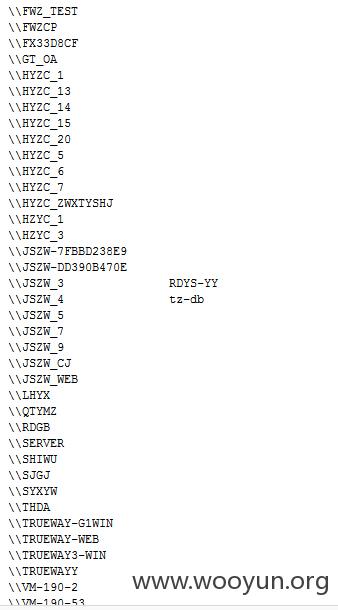 \\FWZ_TEST
\\FWZCP
\\FX33D8CF
\\GT_OA
\\HYZC_1
\\HYZC_13
\\HYZC_14
\\HYZC_15
\\HYZC_20
\\HYZC_5
\\HYZC_6
\\HYZC_7
\\HYZC_ZWXTYSHJ
\\HZYC_1
\\HZYC_3
\\JSZW-7FBBD238E9
\\JSZW-DD390B470E
\\JSZW_3 RDYS-YY
\\JSZW_4 tz-db
\\JSZW_5
\\JSZW_7
\\JSZW_9
\\JSZW_CJ
\\JSZW_WEB
\\LHYX
\\QTYMZ
\\RDGB
\\SERVER
\\SHIWU
\\SJGJ
\\SYXYW
\\THDA
\\TRUEWAY-G1WIN
\\TRUEWAY-WEB
\\TRUEWAY3-WIN
\\TRUEWAYY
\\VM-190-2
\\VM-190-53
www.wooyun.org